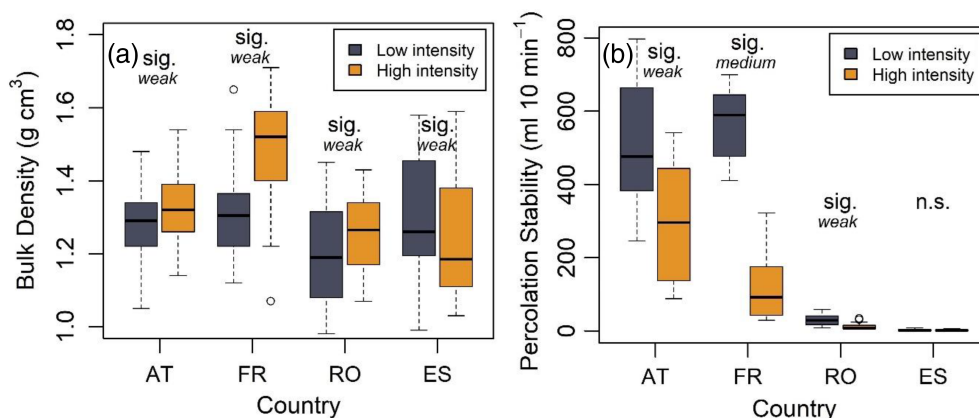 (a)
Bulk Density (g cm³)
1.8
1.6
1.4
1.2
1.0
sig.
weak
sig.
weak
sig.
weak
sig.
weak
Low intensity
High intensity
AT FR RO ES
Country
(b)
Percolation Stability (ml 10 min⁻¹)
800
600
400
200
0
sig.
weak
sig.
medium
sig.
weak
n.s.
Low intensity
High intensity
AT FR RO ES
Country